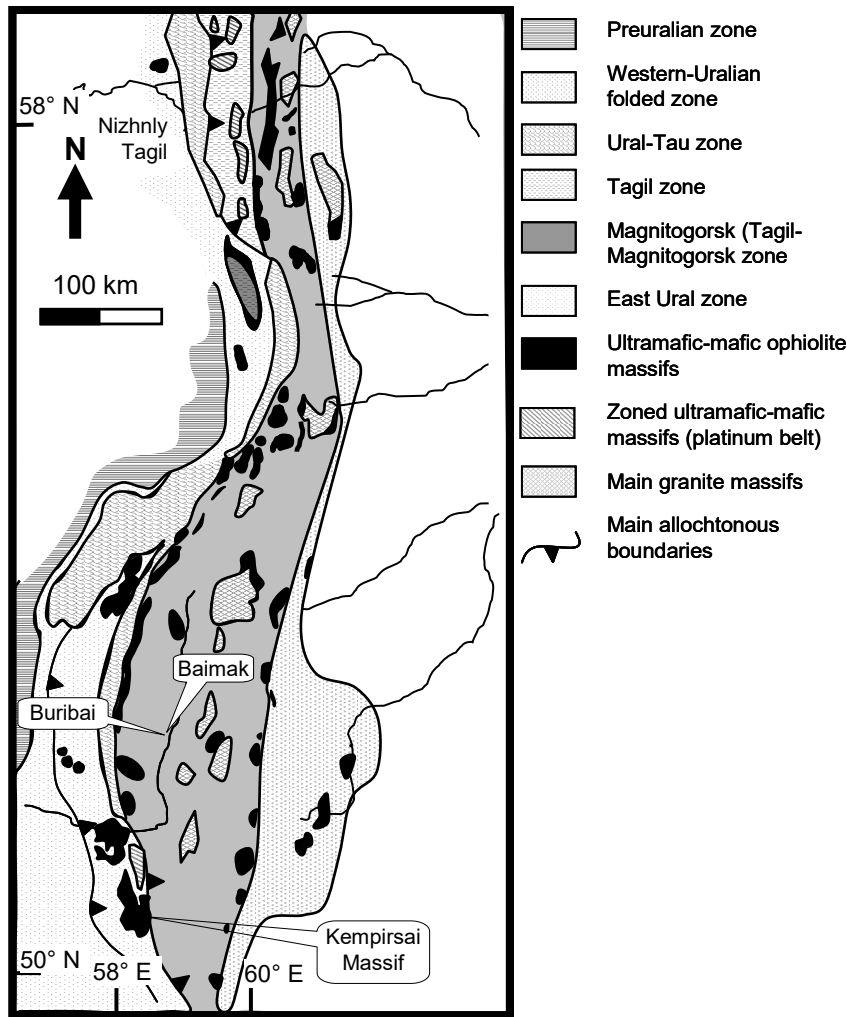 58° N
Nizhnly
Tagil
N
100 km
Baimak
Buribai
Kempirsai
Massif
50° N
58° E
60° E
Preuralian zone
Western-Uralian
folded zone
Ural-Tau zone
Tagil zone
Magnitogorsk (Tagil-
Magnitogorsk zone
East Ural zone
Ultramafic-mafic ophiolite
massifs
Zoned ultramafic-mafic
massifs (platinum belt)
Main granite massifs
Main allochtonous
boundaries